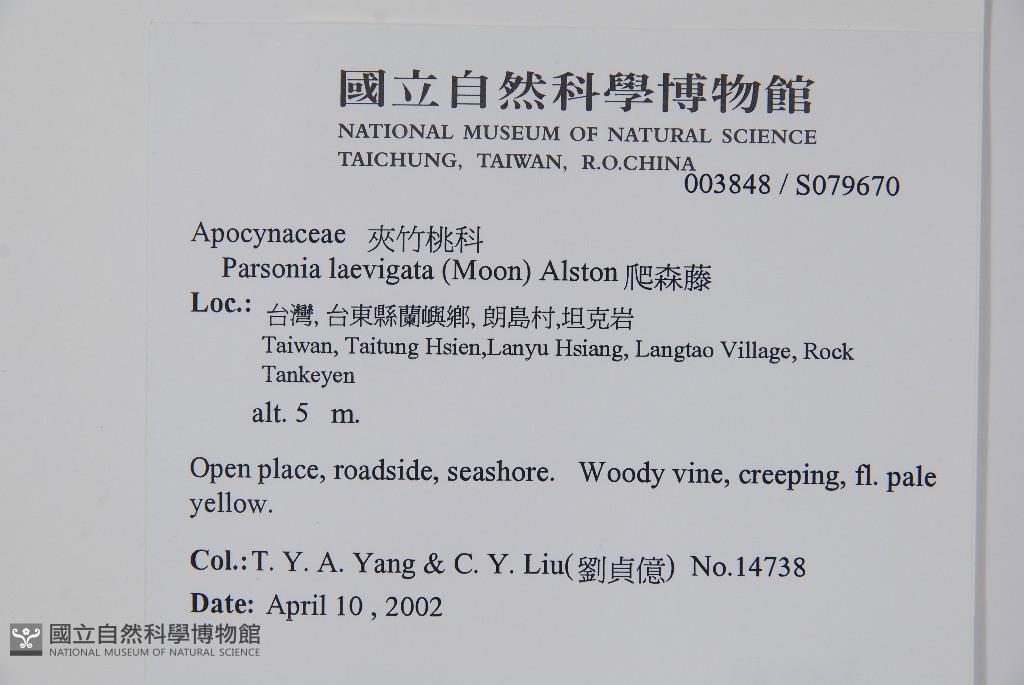 國立自然科學博物館
NATIONAL MUSEUM OF NATURAL SCIENCE
TAICHUNG, TAIWAN, R.O.CHINA
003848 / S079670
Apocynaceae 夾竹桃科
Parsonia laevigata (Moon) Alston 爬森藤
Loc.: 台灣, 台東縣蘭嶼鄉, 朗島村,坦克岩
Taiwan, Taitung Hsien,Lanyu Hsiang, Langtao Village, Rock
Tankeyen
alt. 5 m.
Open place, roadside, seashore. Woody vine, creeping, fl. pale
yellow.
Col.: T. Y. A. Yang & C. Y. Liu(劉貞億) No.14738
Date: April 10 , 2002
國立自然科學博物館
NATIONAL MUSEUM OF NATURAL SCIENCE